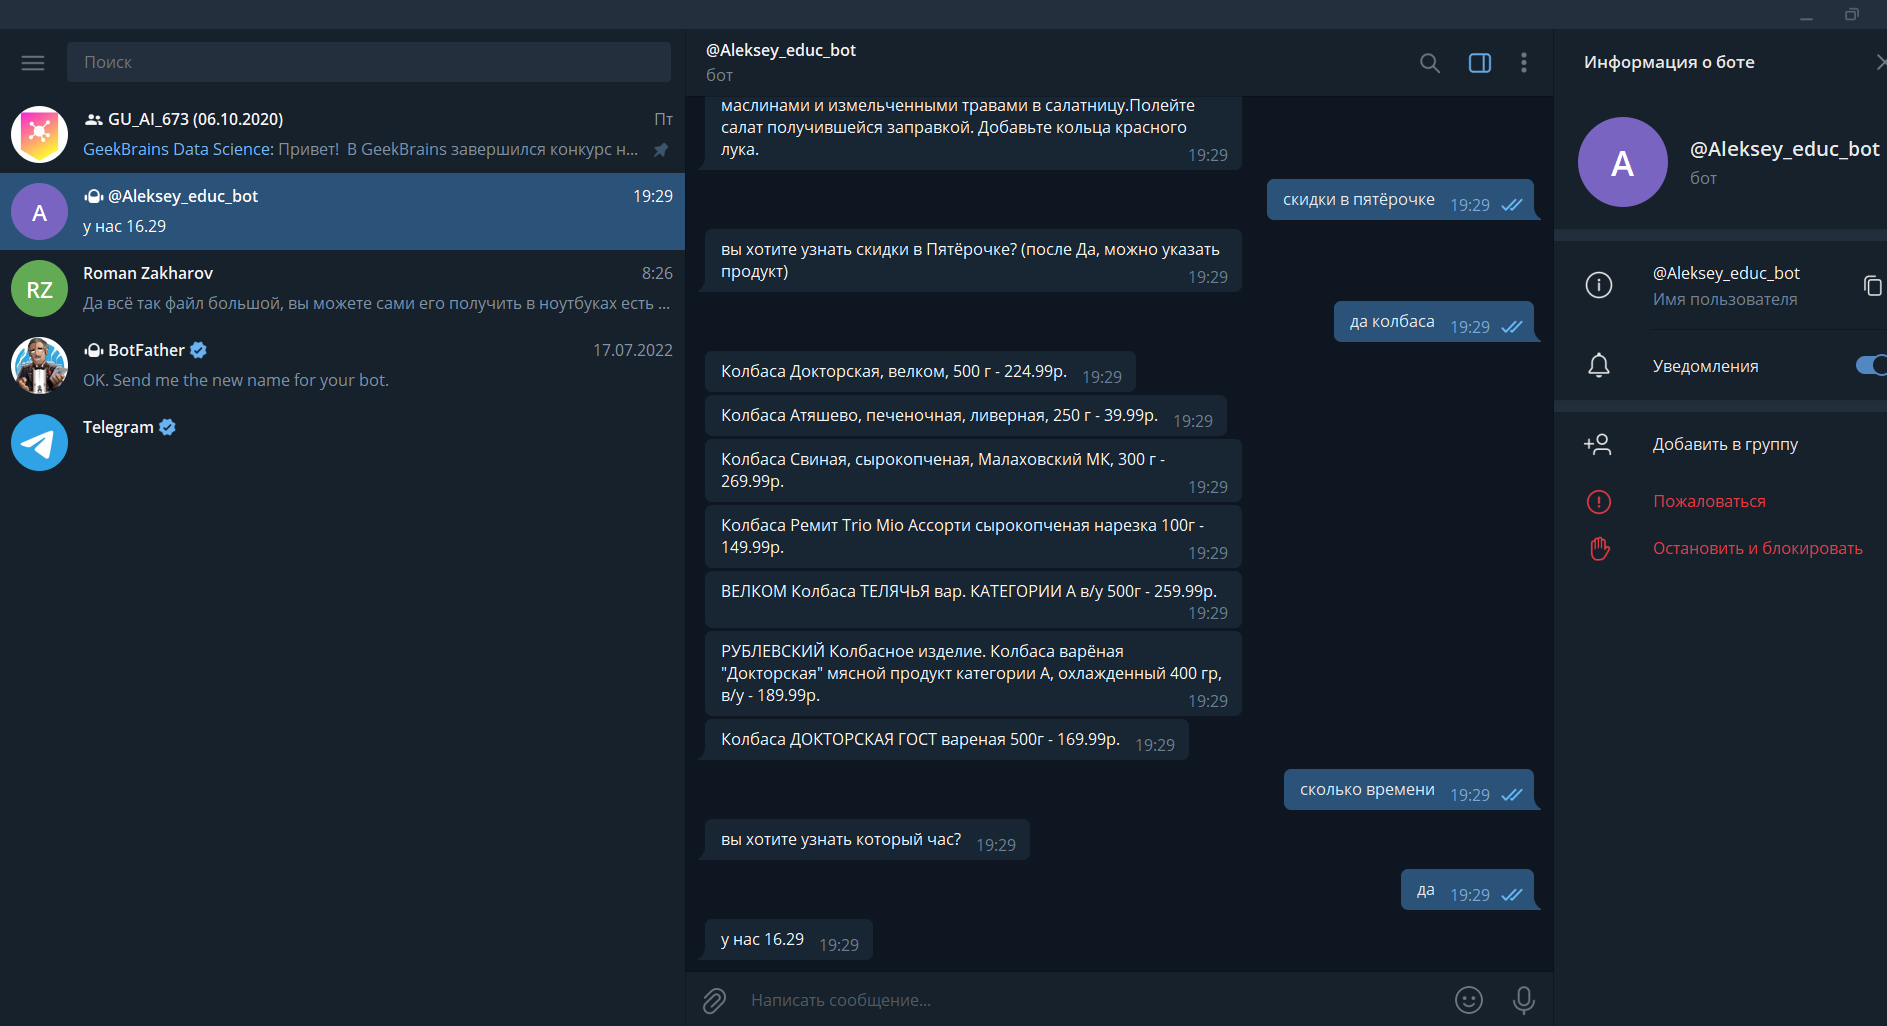 Поиск
GU_AI_673 (06.10.2020)
Пт
GeekBrains Data Science: Привет! В GeekBrains завершился конкурс н...
@Aleksey_educ_bot
19:29
A
у нас 16.29
Roman Zakharov
8:26
RZ
Да всё так файл большой, вы можете сами его получить в ноутбуках есть ...
BotFather
17.07.2022
OK. Send me the new name for your bot.
Telegram
@Aleksey_educ_bot
бот
маслинами и измельченными травами в салатницу.Полейте
салат получившейся заправкой. Добавьте кольца красного
лука.
19:29
скидки в пятёрочке 19:29
вы хотите узнать скидки в Пятёрочке? (после Да, можно указать
продукт)
19:29
да колбаса 19:29
Колбаса Докторская, велком, 500 г - 224.99р. 19:29
Колбаса Атяшево, печеночная, ливерная, 250 г - 39.99р. 19:29
Колбаса Свиная, сырокопченая, Малаховский МК, 300 г -
269.99р.
19:29
Колбаса Ремит Trio Mio Ассорти сырокопченая нарезка 100г -
149.99р.
19:29
ВЕЛКОМ Колбаса ТЕЛЯЧЬЯ вар. КАТЕГОРИИ А в/у 500г - 259.99р.
19:29
РУБЛЕВСКИЙ Колбасное изделие. Колбаса варёная
"Докторская" мясной продукт категории А, охлажденный 400 гр,
в/у - 189.99р.
19:29
Колбаса ДОКТОРСКАЯ ГОСТ вареная 500г - 169.99р. 19:29
сколько времени 19:29
вы хотите узнать который час? 19:29
да 19:29
у нас 16.29 19:29
Написать сообщение...
Информация о боте
A
@Aleksey_educ_bot
бот
@Aleksey_educ_bot
Имя пользователя
Уведомления
Добавить в группу
Пожаловаться
Остановить и блокировать